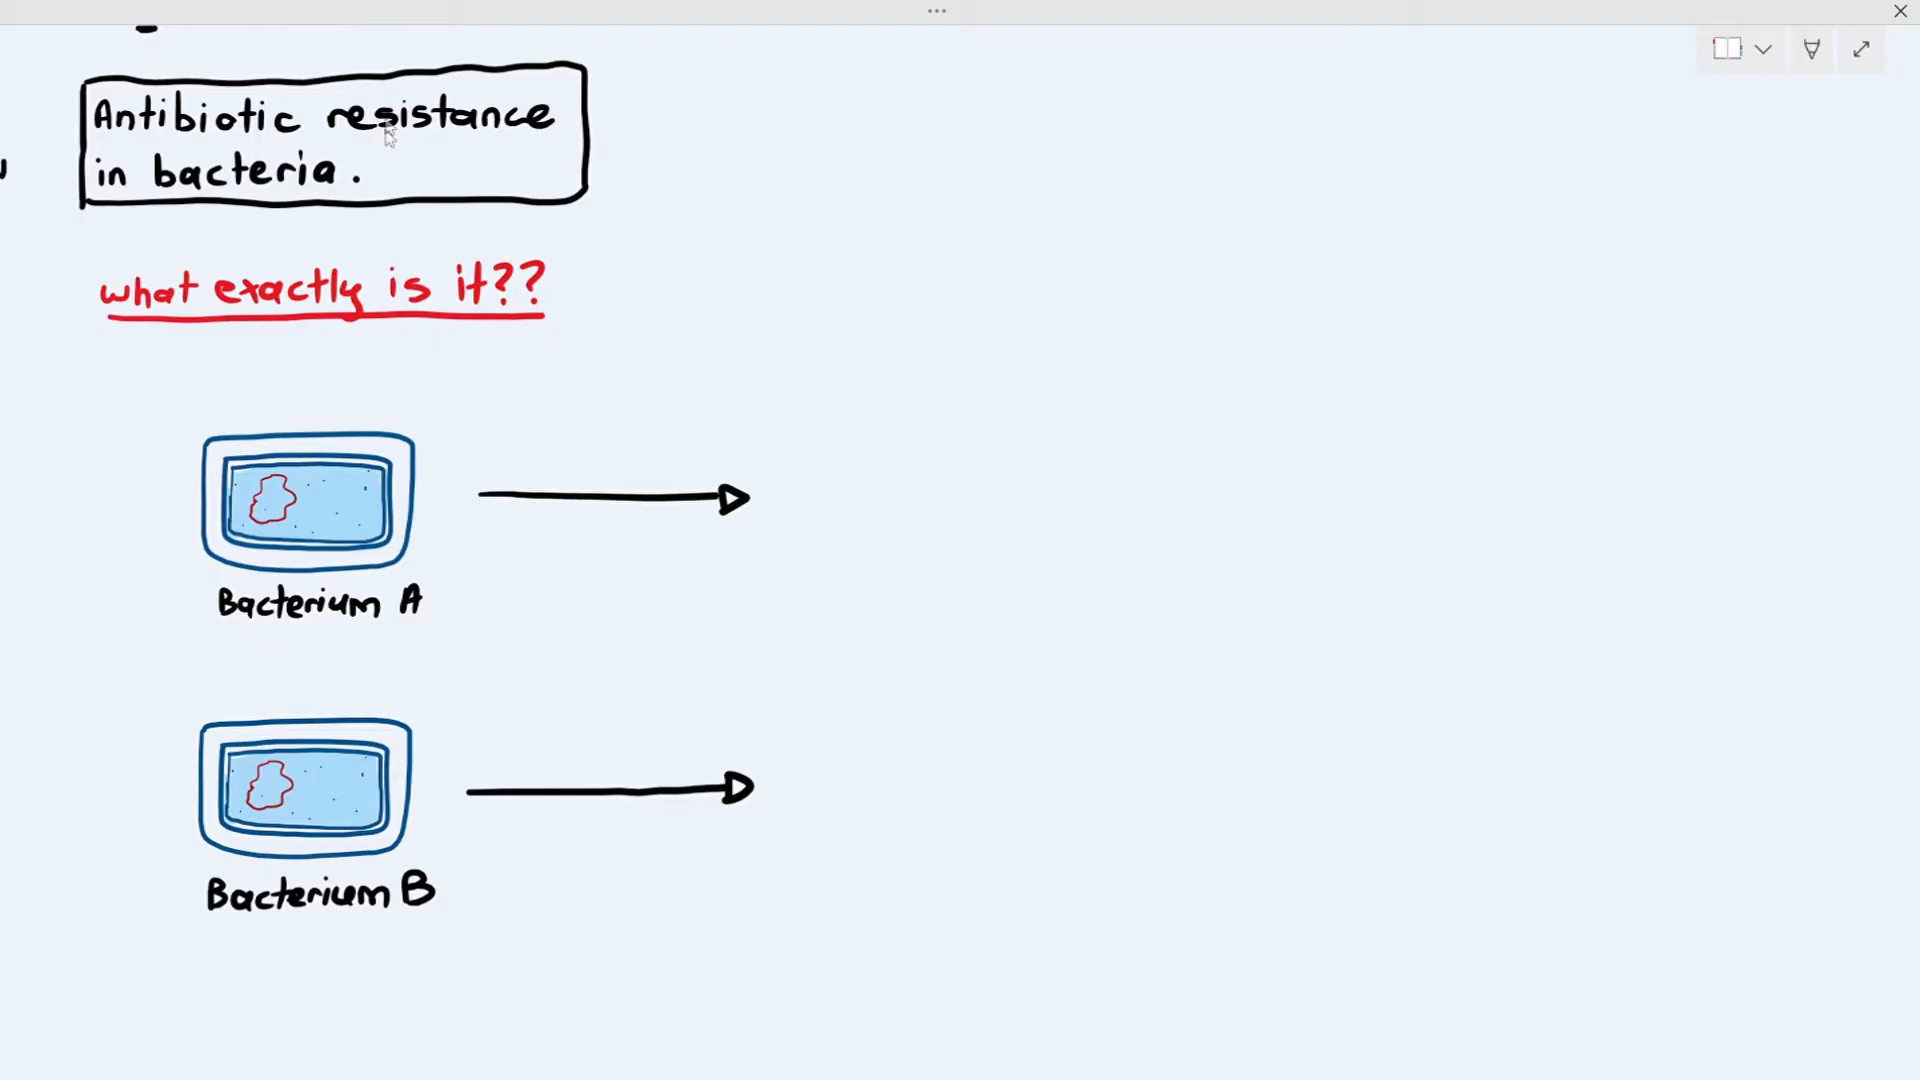 Antibiotic resistance
in bacteria.
what exactly is it??
Bacterium A
Bacterium B